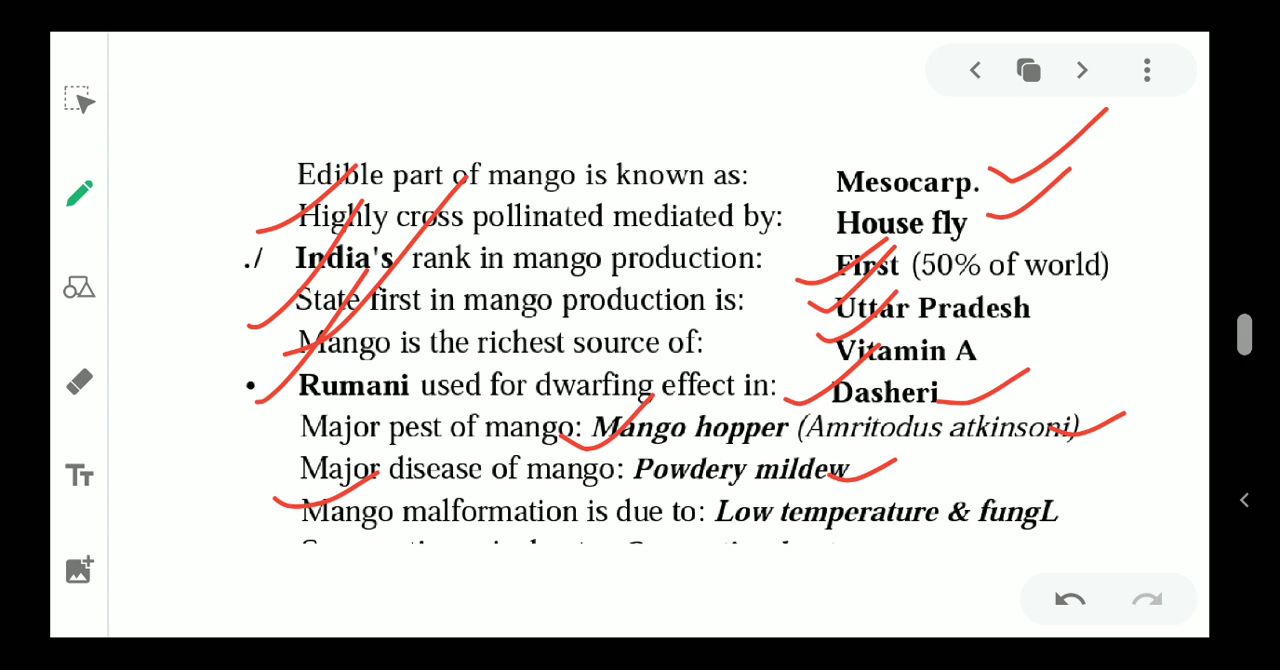 Edible part of mango is known as: Mesocarp.
Highly cross pollinated mediated by: House fly
./ India's rank in mango production: First (50% of world)
State first in mango production is: Uttar Pradesh
Mango is the richest source of: Vitamin A
• Rumani used for dwarfing effect in: Dasheri
Major pest of mango: Mango hopper (Amritodus atkinsoni)
Major disease of mango: Powdery mildew
Mango malformation is due to: Low temperature & fungL
Tт